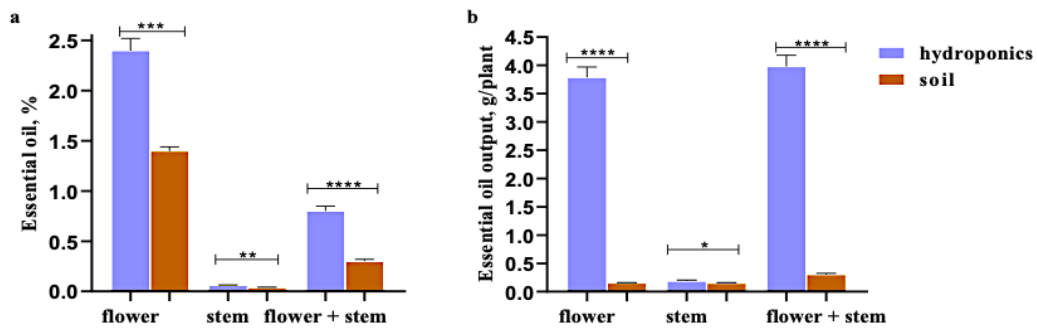 a
Essential oil, %
2.5
2.0
1.5
1.0
0.5
0.0
***
**
****
flower
stem
flower + stem
b
Essential oil output, g/plant
4.5
4.0
3.5
3.0
2.5
2.0
1.5
1.0
0.5
0.0
****
*
****
flower
stem
flower + stem
hydroponics
soil